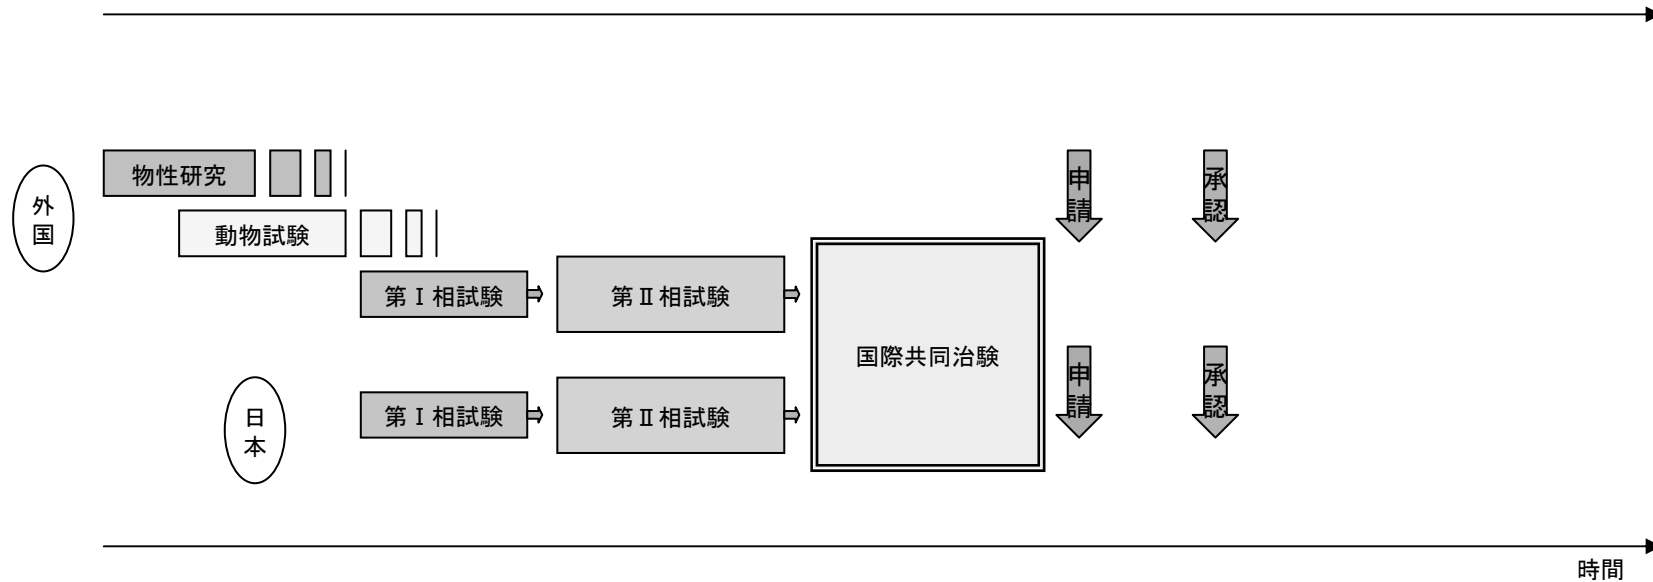 物性研究
外
国
動物試験
申
請
承
認
第Ⅰ相試験
第Ⅱ相試験
国際共同治験
日
本
第Ⅰ相試験
第Ⅱ相試験
申
請
承
認
時間